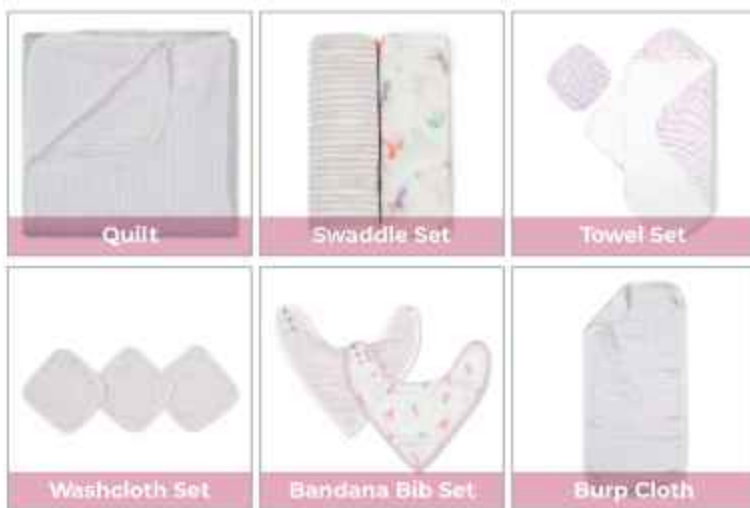 Quilt
Swaddle Set
Towel Set
Washcloth Set
Bandana Bib Set
Burp Cloth